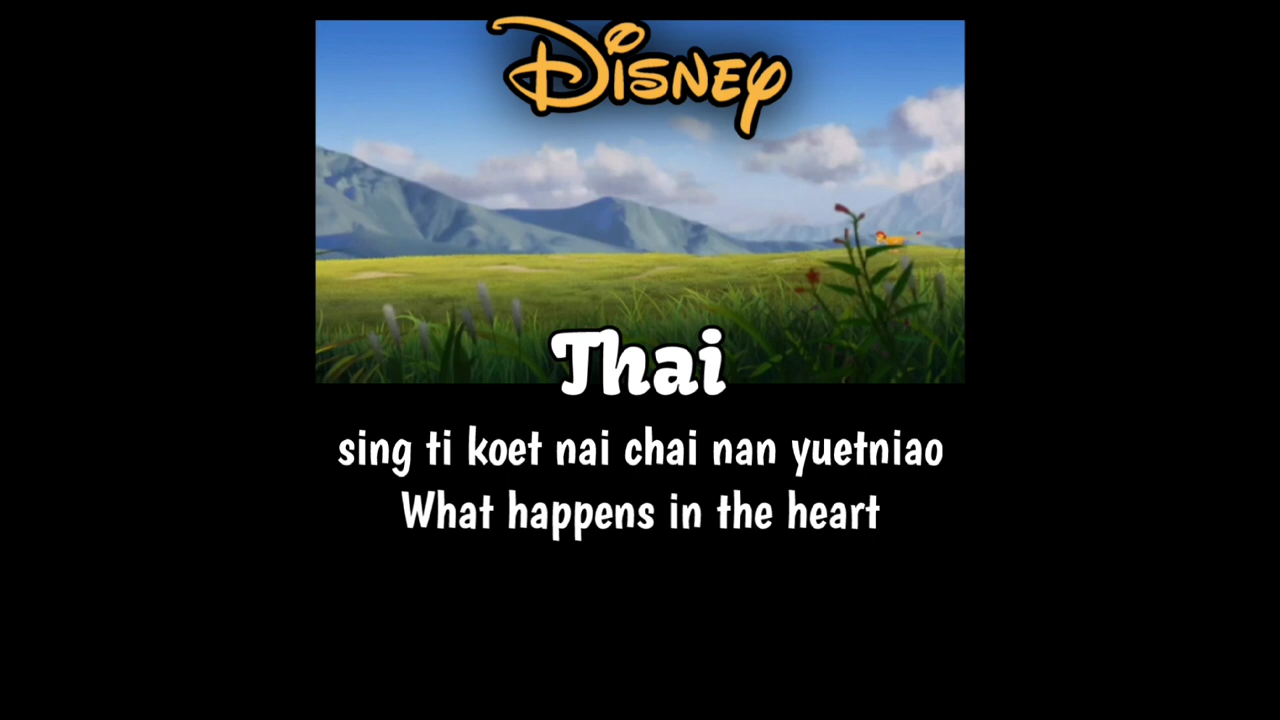 Disney
Thai
sing ti koet nai chai nan yuetniao
What happens in the heart